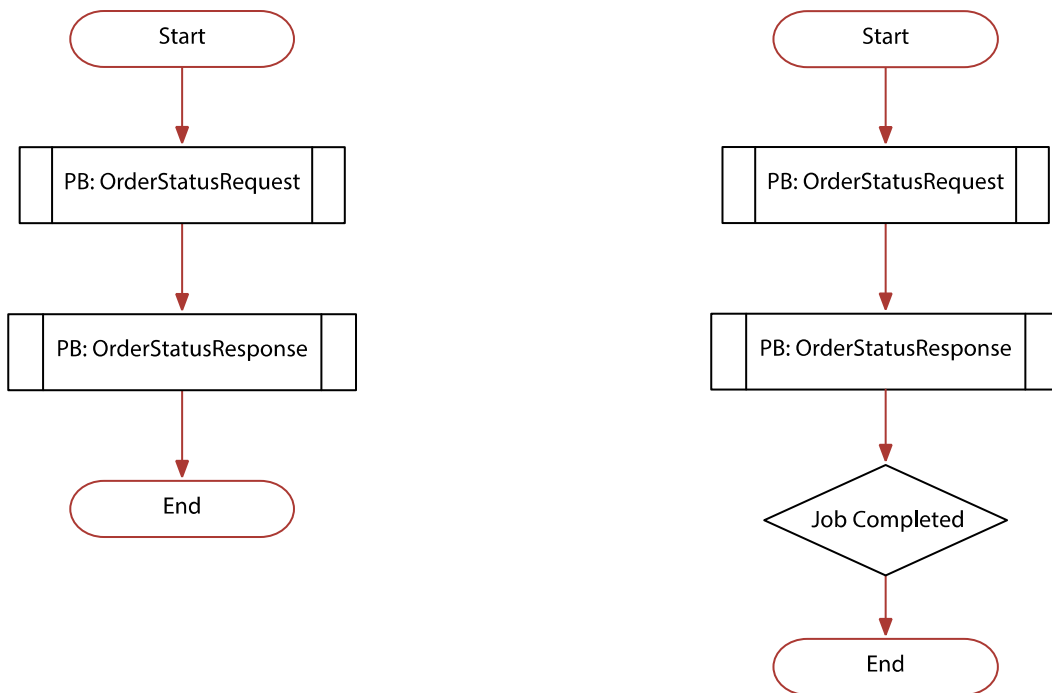 Start
PB: OrderStatusRequest
PB: OrderStatusResponse
End
Start
PB: OrderStatusRequest
PB: OrderStatusResponse
Job Completed
End